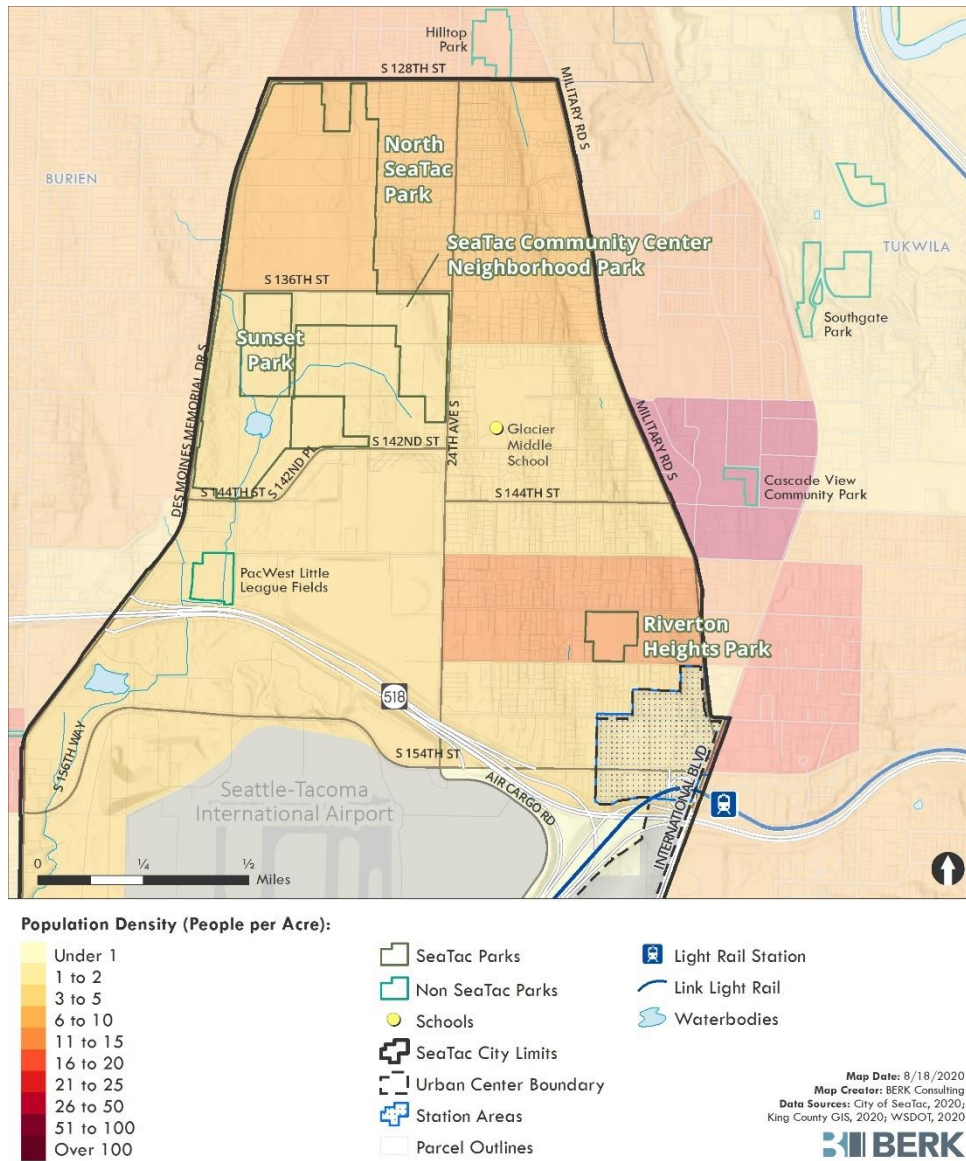 Hilltop
Park
S 128TH ST
MILITARY RD S
North
SeaTac
Park
BURIEN
SeaTac Community Center
Neighborhood Park
TUKWILA
S 136TH ST
Southgate
Park
Sunset
Park
DES MOINES MEMORIAL DR S
24TH AVE S
MILITARY RD S
Glacier
Middle
School
S 142ND ST
S 142ND PL
Cascade View
Community Park
S 144TH ST
S 144TH ST
PacWest Little
League Fields
Riverton
Heights Park
518
S 156TH WAY
S 154TH ST
AIR CARGO RD
INTERNATIONAL BLVD
Seattle-Tacoma
International Airport
0 ¼ ½
Miles
Population Density (People per Acre):
Under 1
1 to 2
3 to 5
6 to 10
11 to 15
16 to 20
21 to 25
26 to 50
51 to 100
Over 100
SeaTac Parks
Non SeaTac Parks
Schools
SeaTac City Limits
Urban Center Boundary
Station Areas
Parcel Outlines
Light Rail Station
Link Light Rail
Waterbodies
Map Date: 8/18/2020
Map Creator: BERK Consulting
Data Sources: City of SeaTac, 2020;
King County GIS, 2020; WSDOT, 2020
BERK